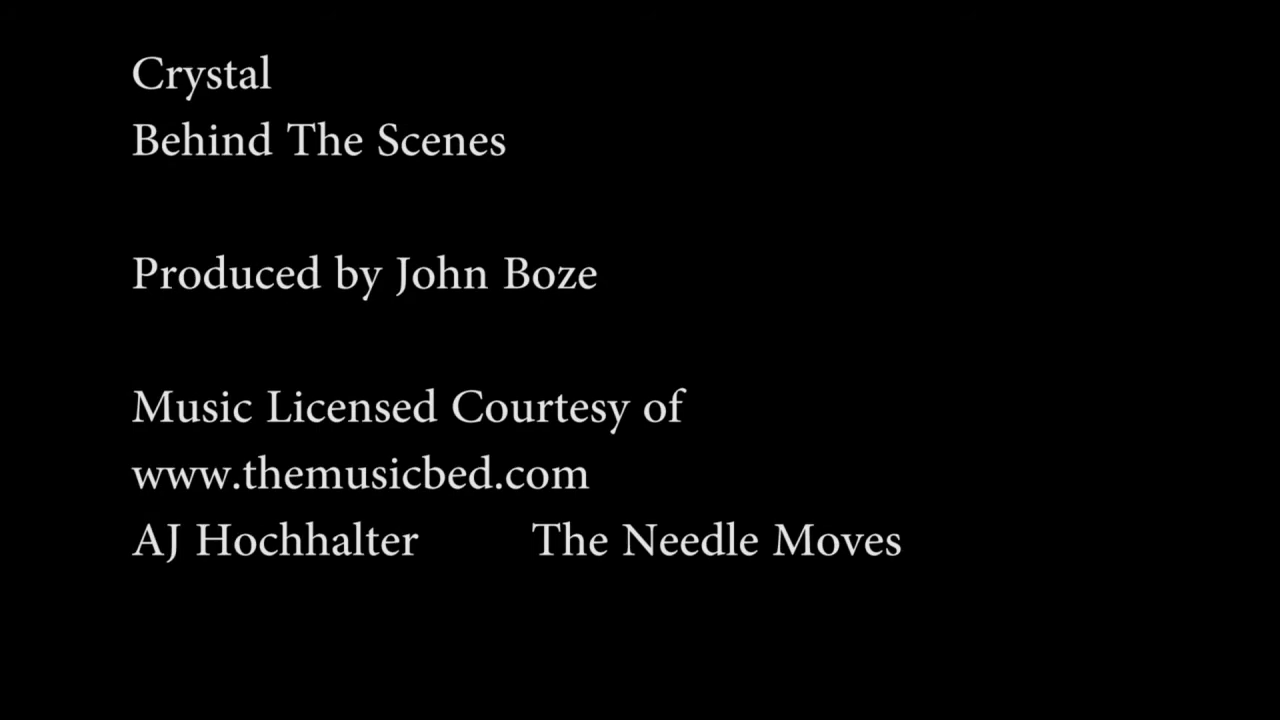 Crystal
Behind The Scenes
Produced by John Boze
Music Licensed Courtesy of
www.themusicbed.com
AJ Hochhalter The Needle Moves